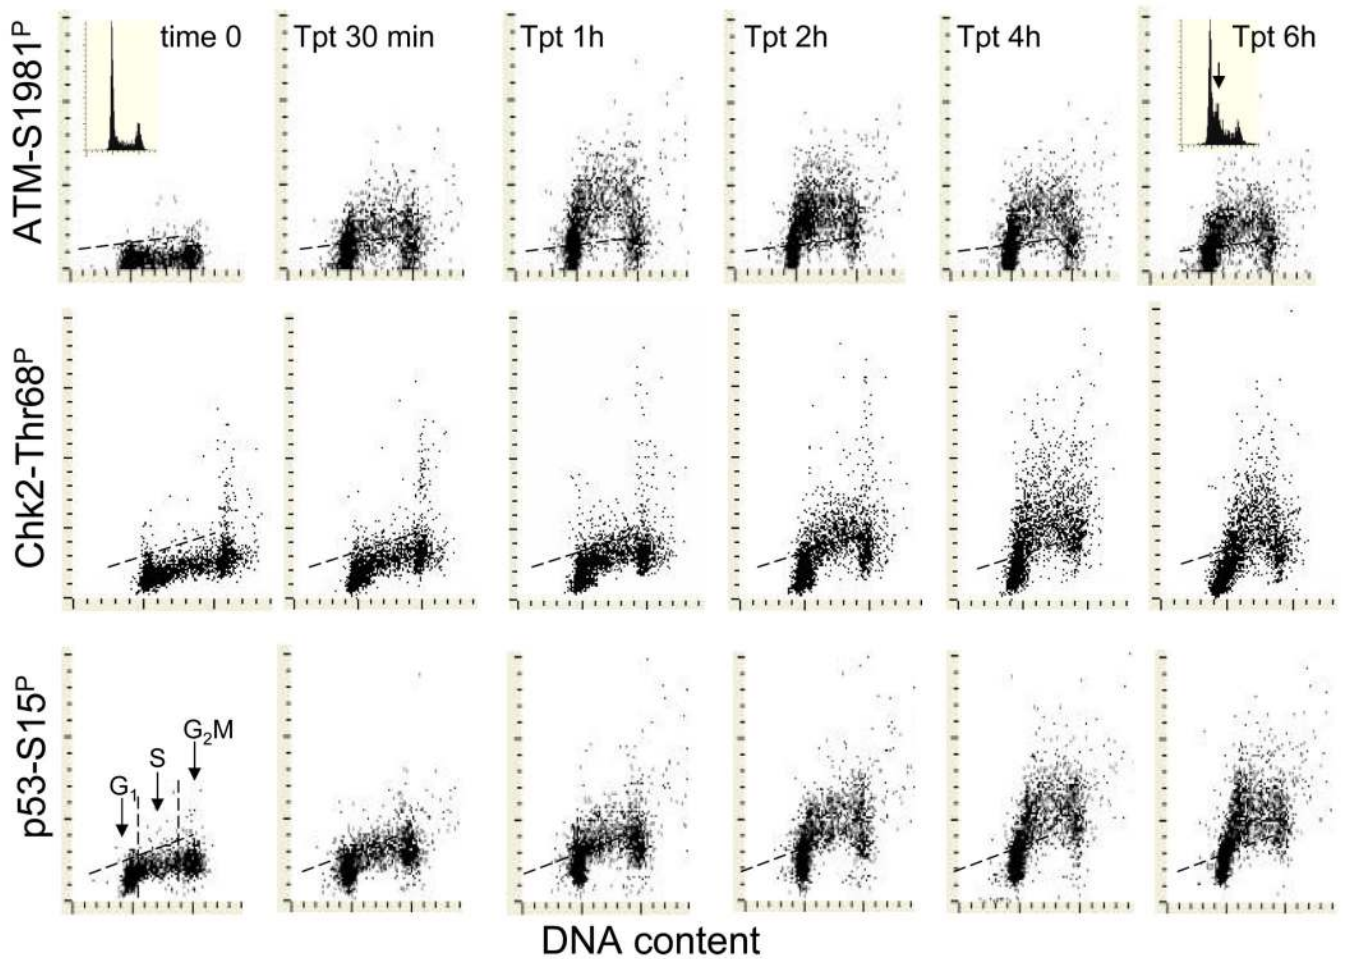 time 0
Tpt 30 min
Tpt 1h
Tpt 2h
Tpt 4h
Tpt 6h
ATM-S1981ᴾ
Chk2-Thr68ᴾ
p53-S15ᴾ
G₁
S
G₂M
DNA content